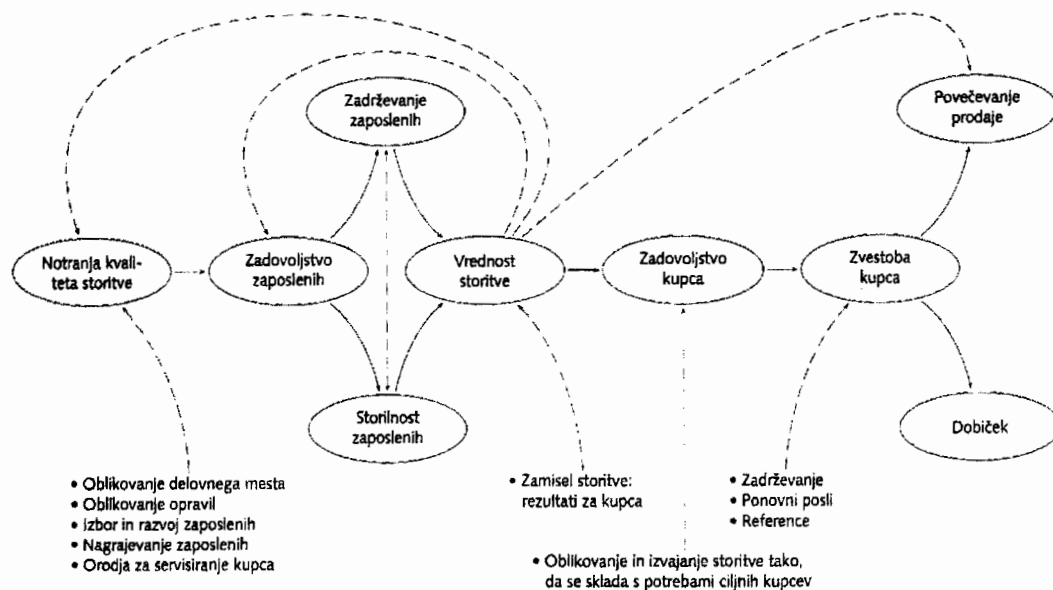 Zadrževanje
zaposlenih
Povečevanje
prodaje
Notranja kvali-
teta storitve
Zadovoljstvo
zaposlenih
Vrednost
storitve
Zadovoljstvo
kupca
Zvestoba
kupca
Storilnost
zaposlenih
Dobiček
• Oblikovanje delovnega mesta
• Oblikovanje opravil
• Izbor in razvoj zaposlenih
• Nagrajevanje zaposlenih
• Orodja za servisiranje kupca
• Zamisel storitve:
rezultati za kupca
• Zadrževanje
• Ponovni posli
• Reference
• Oblikovanje in izvajanje storitve tako,
da se sklada s potrebami ciljnih kupcev